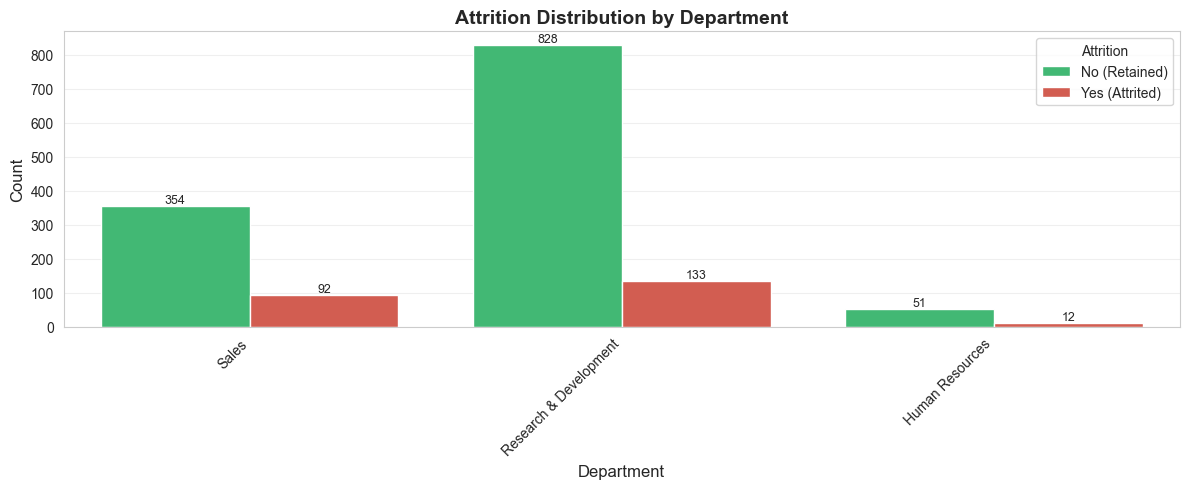 Attrition Distribution by Department
Count
800
700
600
500
400
300
200
100
0
354
92
828
133
51
12
Attrition
No (Retained)
Yes (Attrited)
Sales
Research & Development
Human Resources
Department